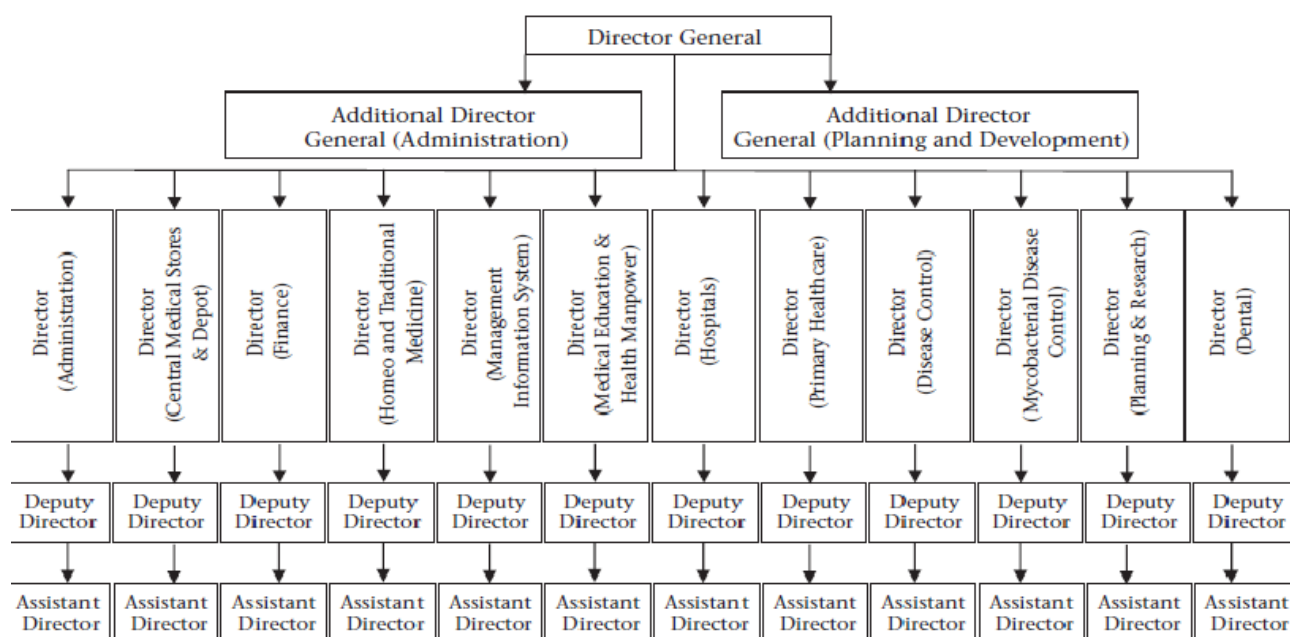 Director General
Additional Director
General (Administration)
Additional Director
General (Planning and Development)
Director
(Administration)
Director
(Central Medical Stores
& Depot)
Director
(Finance)
Director
(Homeo and Traditional
Medicine)
Director
(Management
Information System)
Director
(Medical Education &
Health Manpower)
Director
(Hospitals)
Director
(Primary Healthcare)
Director
(Disease Control)
Director
(Mycobacterial Disease
Control)
Director
(Planning & Research)
Director
(Dental)
Deputy
Director
Deputy
Director
Deputy
Director
Deputy
Director
Deputy
Director
Deputy
Director
Deputy
Director
Deputy
Director
Deputy
Director
Deputy
Director
Deputy
Director
Deputy
Director
Assistant
Director
Assistant
Director
Assistant
Director
Assistant
Director
Assistant
Director
Assistant
Director
Assistant
Director
Assistant
Director
Assistant
Director
Assistant
Director
Assistant
Director
Assistant
Director